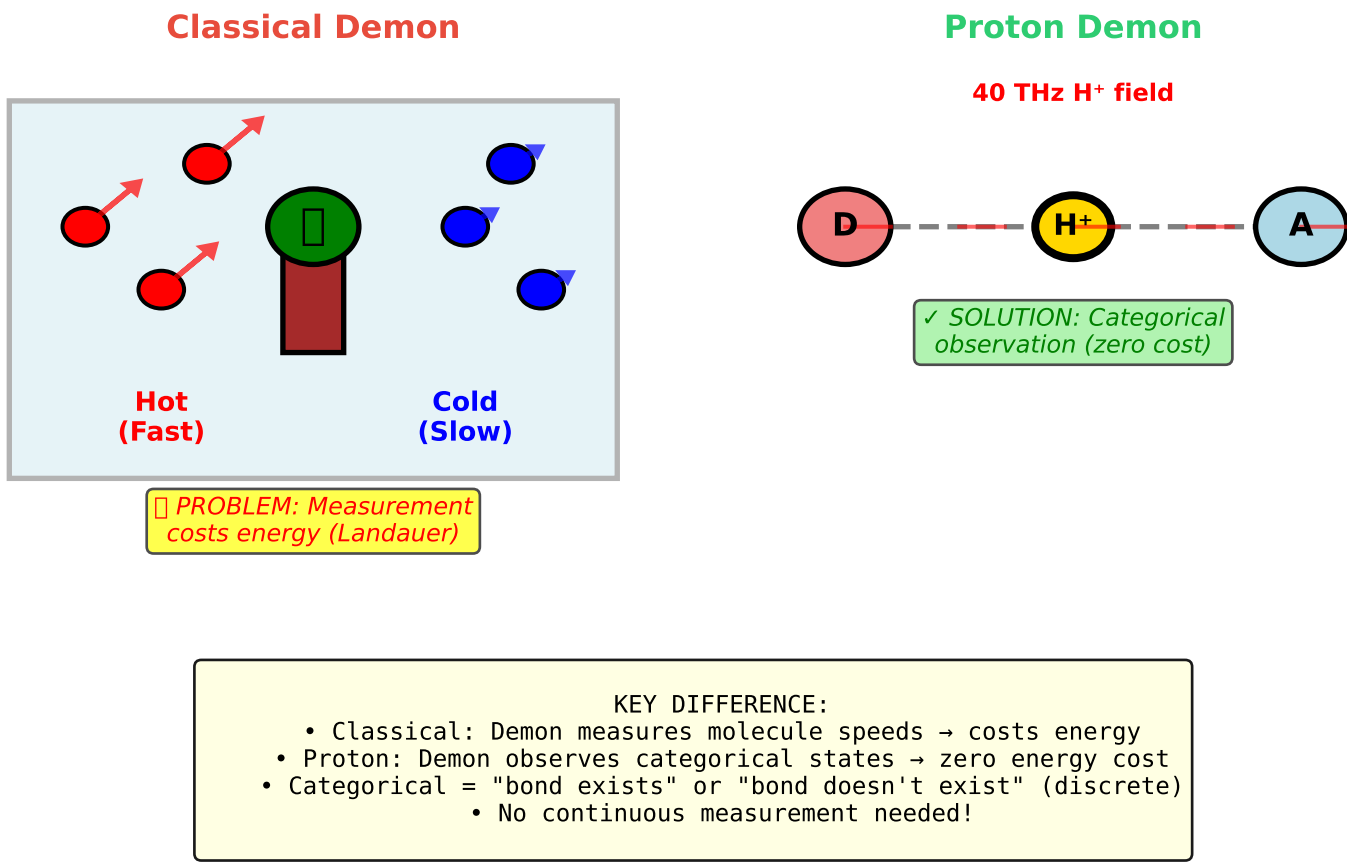 Classical Demon
Proton Demon
40 THz H⁺ field
D
H⁺
A
✓ SOLUTION: Categorical
observation (zero cost)
Hot
(Fast)
Cold
(Slow)
PROBLEM: Measurement
costs energy (Landauer)
KEY DIFFERENCE:
• Classical: Demon measures molecule speeds → costs energy
• Proton: Demon observes categorical states → zero energy cost
• Categorical = "bond exists" or "bond doesn't exist" (discrete)
• No continuous measurement needed!